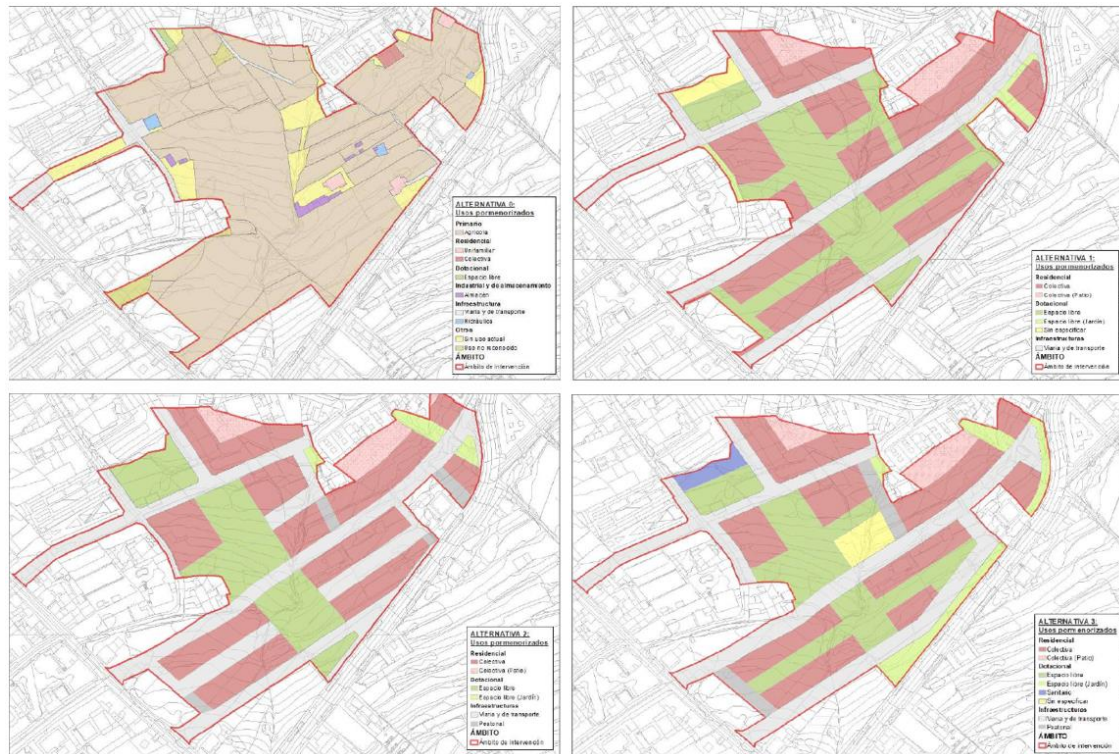 ALTERNATIVA 0:
Usos pormenorizados
Primario
Agrícola
Residencial
Unifamiliar
Colectiva
Dotacional
Espacio libre
Industrial y de almacenamiento
Almacén
Infraestructura
Viaria y de transporte
Hidráulica
Otros
Sin uso actual
Uso no reconocido
ÁMBITO
Ámbito de intervención
ALTERNATIVA 1:
Usos pormenorizados
Residencial
Colectiva
Colectiva (Patio)
Dotacional
Espacio libre
Espacio libre (Jardín)
Sin especificar
Infraestructuras
Viaria y de transporte
ÁMBITO
Ámbito de intervención
ALTERNATIVA 2:
Usos pormenorizados
Residencial
Colectiva
Colectiva (Patio)
Dotacional
Espacio libre
Espacio libre (Jardín)
Infraestructuras
Viaria y de transporte
Peatonal
ÁMBITO
Ámbito de intervención
ALTERNATIVA 3:
Usos pormenorizados
Residencial
Colectiva
Colectiva (Patio)
Dotacional
Espacio libre
Espacio libre (Jardín)
Sanitario
Sin especificar
Infraestructuras
Viaria y de transporte
Peatonal
ÁMBITO
Ámbito de intervención